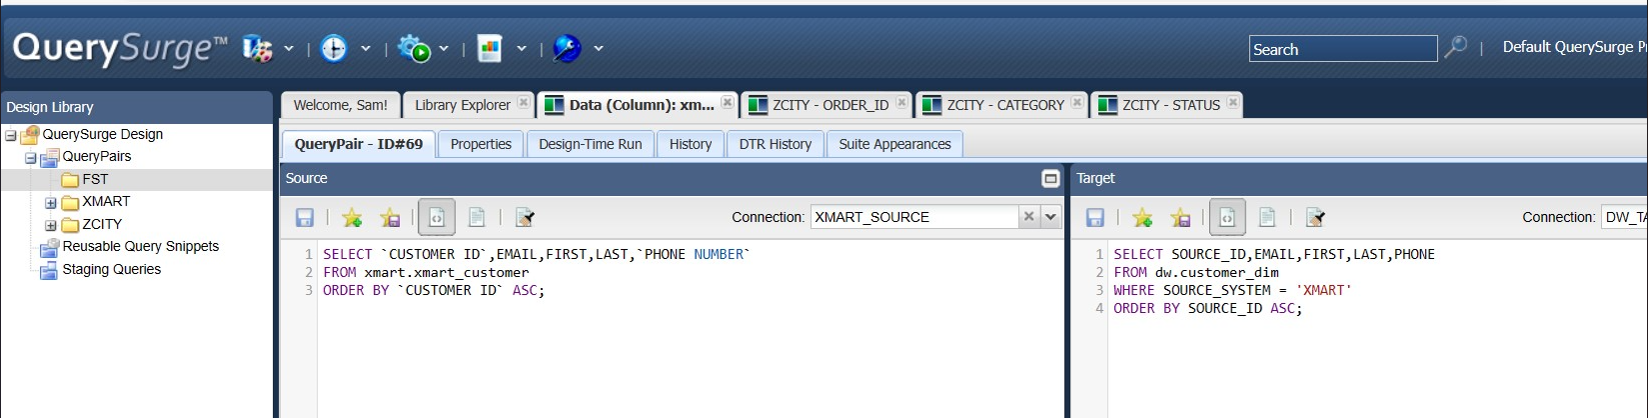 QuerySurge™
Search
Default QuerySurge Pr
Design Library
Welcome, Sam!
Library Explorer
Data (Column): xm...
ZCITY - ORDER_ID
ZCITY - CATEGORY
ZCITY - STATUS
QuerySurge Design
QueryPairs
FST
XMART
ZCITY
Reusable Query Snippets
Staging Queries
QueryPair - ID#69
Properties
Design-Time Run
History
DTR History
Suite Appearances
Source
Connection: XMART_SOURCE
1 SELECT `CUSTOMER ID`,EMAIL,FIRST,LAST,`PHONE NUMBER`
2 FROM xmart.xmart_customer
3 ORDER BY `CUSTOMER ID` ASC;
Target
Connection: DW_TA
1 SELECT SOURCE_ID,EMAIL,FIRST,LAST,PHONE
2 FROM dw.customer_dim
3 WHERE SOURCE_SYSTEM = 'XMART'
4 ORDER BY SOURCE_ID ASC;